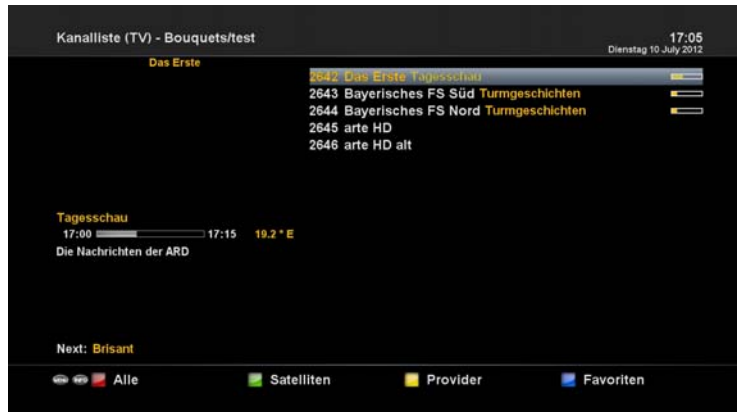 Kanalliste (TV) - Bouquets/test
17:05
Dienstag 10 July 2012
Das Erste
2642 Das Erste Tagesschau
2643 Bayerisches FS Süd Turmgeschichten
2644 Bayerisches FS Nord Turmgeschichten
2645 arte HD
2646 arte HD alt
Tagesschau
17:00 17:15 19.2 ° E
Die Nachrichten der ARD
Next: Brisant
MENU INFO Alle Satelliten Provider Favoriten